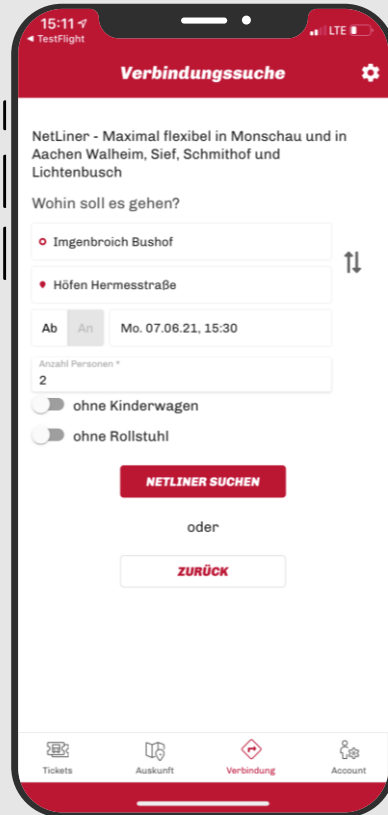 15:11
LTE
◄ TestFlight
Verbindungssuche
NetLiner - Maximal flexibel in Monschau und in
Aachen Walheim, Sief, Schmithof und
Lichtenbusch
Wohin soll es gehen?
Imgenbroich Bushof
Höfen Hermesstraße
Ab An Mo. 07.06.21, 15:30
Anzahl Personen *
2
ohne Kinderwagen
ohne Rollstuhl
NETLINER SUCHEN
oder
ZURÜCK
Tickets Auskunft Verbindung Account